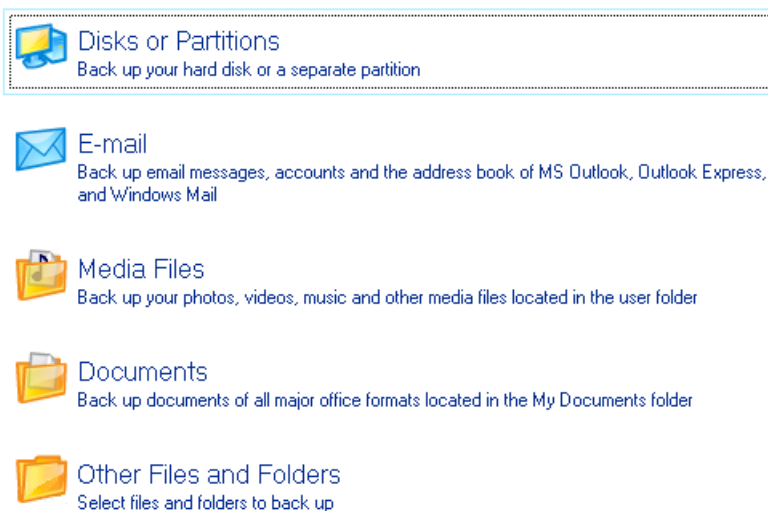 Disks or Partitions
Back up your hard disk or a separate partition
E-mail
Back up email messages, accounts and the address book of MS Outlook, Outlook Express,
and Windows Mail
Media Files
Back up your photos, videos, music and other media files located in the user folder
Documents
Back up documents of all major office formats located in the My Documents folder
Other Files and Folders
Select files and folders to back up